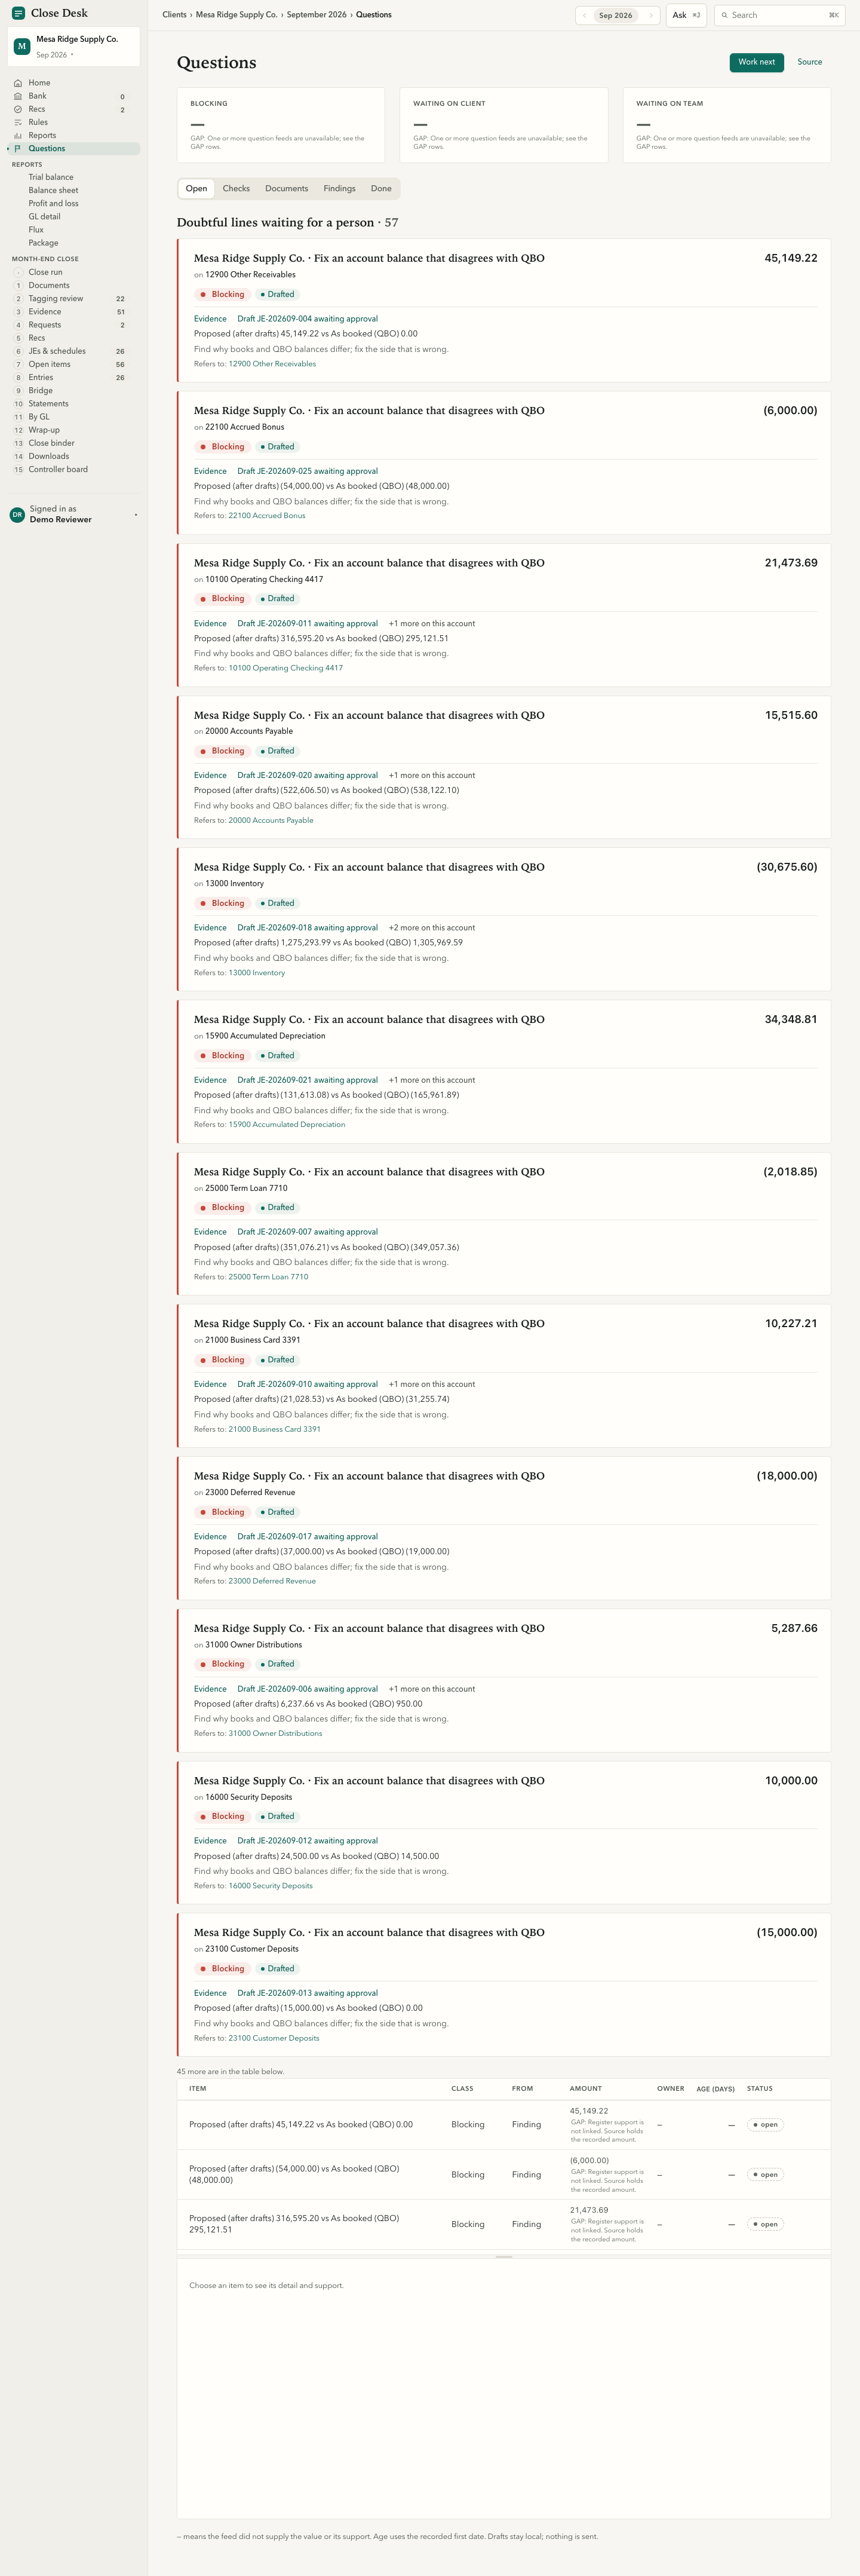 Close Desk
M
Mesa Ridge Supply Co.
Sep 2026
Home
Bank 0
Recs 2
Rules
Reports
Questions
REPORTS
Trial balance
Balance sheet
Profit and loss
GL detail
Flux
Package
MONTH-END CLOSE
- Close run
1 Documents
2 Tagging review 22
3 Evidence 51
4 Requests 2
5 Recs
6 JEs & schedules 26
7 Open items 56
8 Entries 26
9 Bridge
10 Statements
11 By GL
12 Wrap-up
13 Close binder
14 Downloads
15 Controller board
DR
Signed in as
Demo Reviewer
Clients › Mesa Ridge Supply Co. › September 2026 › Questions
‹ Sep 2026 ›
Ask ⌘J
Search ⌘K
Questions
Work next
Source
BLOCKING
—
GAP: One or more question feeds are unavailable; see the
GAP rows.
WAITING ON CLIENT
—
GAP: One or more question feeds are unavailable; see the
GAP rows.
WAITING ON TEAM
—
GAP: One or more question feeds are unavailable; see the
GAP rows.
Open Checks Documents Findings Done
Doubtful lines waiting for a person · 57
Mesa Ridge Supply Co. · Fix an account balance that disagrees with QBO 45,149.22
on 12900 Other Receivables
Blocking Drafted
Evidence Draft JE-202609-004 awaiting approval
Proposed (after drafts) 45,149.22 vs As booked (QBO) 0.00
Find why books and QBO balances differ; fix the side that is wrong.
Refers to: 12900 Other Receivables
Mesa Ridge Supply Co. · Fix an account balance that disagrees with QBO (6,000.00)
on 22100 Accrued Bonus
Blocking Drafted
Evidence Draft JE-202609-025 awaiting approval
Proposed (after drafts) (54,000.00) vs As booked (QBO) (48,000.00)
Find why books and QBO balances differ; fix the side that is wrong.
Refers to: 22100 Accrued Bonus
Mesa Ridge Supply Co. · Fix an account balance that disagrees with QBO 21,473.69
on 10100 Operating Checking 4417
Blocking Drafted
Evidence Draft JE-202609-011 awaiting approval +1 more on this account
Proposed (after drafts) 316,595.20 vs As booked (QBO) 295,121.51
Find why books and QBO balances differ; fix the side that is wrong.
Refers to: 10100 Operating Checking 4417
Mesa Ridge Supply Co. · Fix an account balance that disagrees with QBO 15,515.60
on 20000 Accounts Payable
Blocking Drafted
Evidence Draft JE-202609-020 awaiting approval +1 more on this account
Proposed (after drafts) (522,606.50) vs As booked (QBO) (538,122.10)
Find why books and QBO balances differ; fix the side that is wrong.
Refers to: 20000 Accounts Payable
Mesa Ridge Supply Co. · Fix an account balance that disagrees with QBO (30,675.60)
on 13000 Inventory
Blocking Drafted
Evidence Draft JE-202609-018 awaiting approval +2 more on this account
Proposed (after drafts) 1,275,293.99 vs As booked (QBO) 1,305,969.59
Find why books and QBO balances differ; fix the side that is wrong.
Refers to: 13000 Inventory
Mesa Ridge Supply Co. · Fix an account balance that disagrees with QBO 34,348.81
on 15900 Accumulated Depreciation
Blocking Drafted
Evidence Draft JE-202609-021 awaiting approval +1 more on this account
Proposed (after drafts) (131,613.08) vs As booked (QBO) (165,961.89)
Find why books and QBO balances differ; fix the side that is wrong.
Refers to: 15900 Accumulated Depreciation
Mesa Ridge Supply Co. · Fix an account balance that disagrees with QBO (2,018.85)
on 25000 Term Loan 7710
Blocking Drafted
Evidence Draft JE-202609-007 awaiting approval
Proposed (after drafts) (351,076.21) vs As booked (QBO) (349,057.36)
Find why books and QBO balances differ; fix the side that is wrong.
Refers to: 25000 Term Loan 7710
Mesa Ridge Supply Co. · Fix an account balance that disagrees with QBO 10,227.21
on 21000 Business Card 3391
Blocking Drafted
Evidence Draft JE-202609-010 awaiting approval +1 more on this account
Proposed (after drafts) (21,028.53) vs As booked (QBO) (31,255.74)
Find why books and QBO balances differ; fix the side that is wrong.
Refers to: 21000 Business Card 3391
Mesa Ridge Supply Co. · Fix an account balance that disagrees with QBO (18,000.00)
on 23000 Deferred Revenue
Blocking Drafted
Evidence Draft JE-202609-017 awaiting approval
Proposed (after drafts) (37,000.00) vs As booked (QBO) (19,000.00)
Find why books and QBO balances differ; fix the side that is wrong.
Refers to: 23000 Deferred Revenue
Mesa Ridge Supply Co. · Fix an account balance that disagrees with QBO 5,287.66
on 31000 Owner Distributions
Blocking Drafted
Evidence Draft JE-202609-006 awaiting approval +1 more on this account
Proposed (after drafts) 6,237.66 vs As booked (QBO) 950.00
Find why books and QBO balances differ; fix the side that is wrong.
Refers to: 31000 Owner Distributions
Mesa Ridge Supply Co. · Fix an account balance that disagrees with QBO 10,000.00
on 16000 Security Deposits
Blocking Drafted
Evidence Draft JE-202609-012 awaiting approval
Proposed (after drafts) 24,500.00 vs As booked (QBO) 14,500.00
Find why books and QBO balances differ; fix the side that is wrong.
Refers to: 16000 Security Deposits
Mesa Ridge Supply Co. · Fix an account balance that disagrees with QBO (15,000.00)
on 23100 Customer Deposits
Blocking Drafted
Evidence Draft JE-202609-013 awaiting approval
Proposed (after drafts) (15,000.00) vs As booked (QBO) 0.00
Find why books and QBO balances differ; fix the side that is wrong.
Refers to: 23100 Customer Deposits
45 more are in the table below.
ITEM CLASS FROM AMOUNT OWNER AGE (DAYS) STATUS
Proposed (after drafts) 45,149.22 vs As booked (QBO) 0.00 Blocking Finding 45,149.22 – — open
GAP: Register support is
not linked. Source holds
the recorded amount.
Proposed (after drafts) (54,000.00) vs As booked (QBO)
(48,000.00) Blocking Finding (6,000.00) – — open
GAP: Register support is
not linked. Source holds
the recorded amount.
Proposed (after drafts) 316,595.20 vs As booked (QBO)
295,121.51 Blocking Finding 21,473.69 – — open
GAP: Register support is
not linked. Source holds
the recorded amount.
Choose an item to see its detail and support.
– means the feed did not supply the value or its support. Age uses the recorded first date. Drafts stay local; nothing is sent.